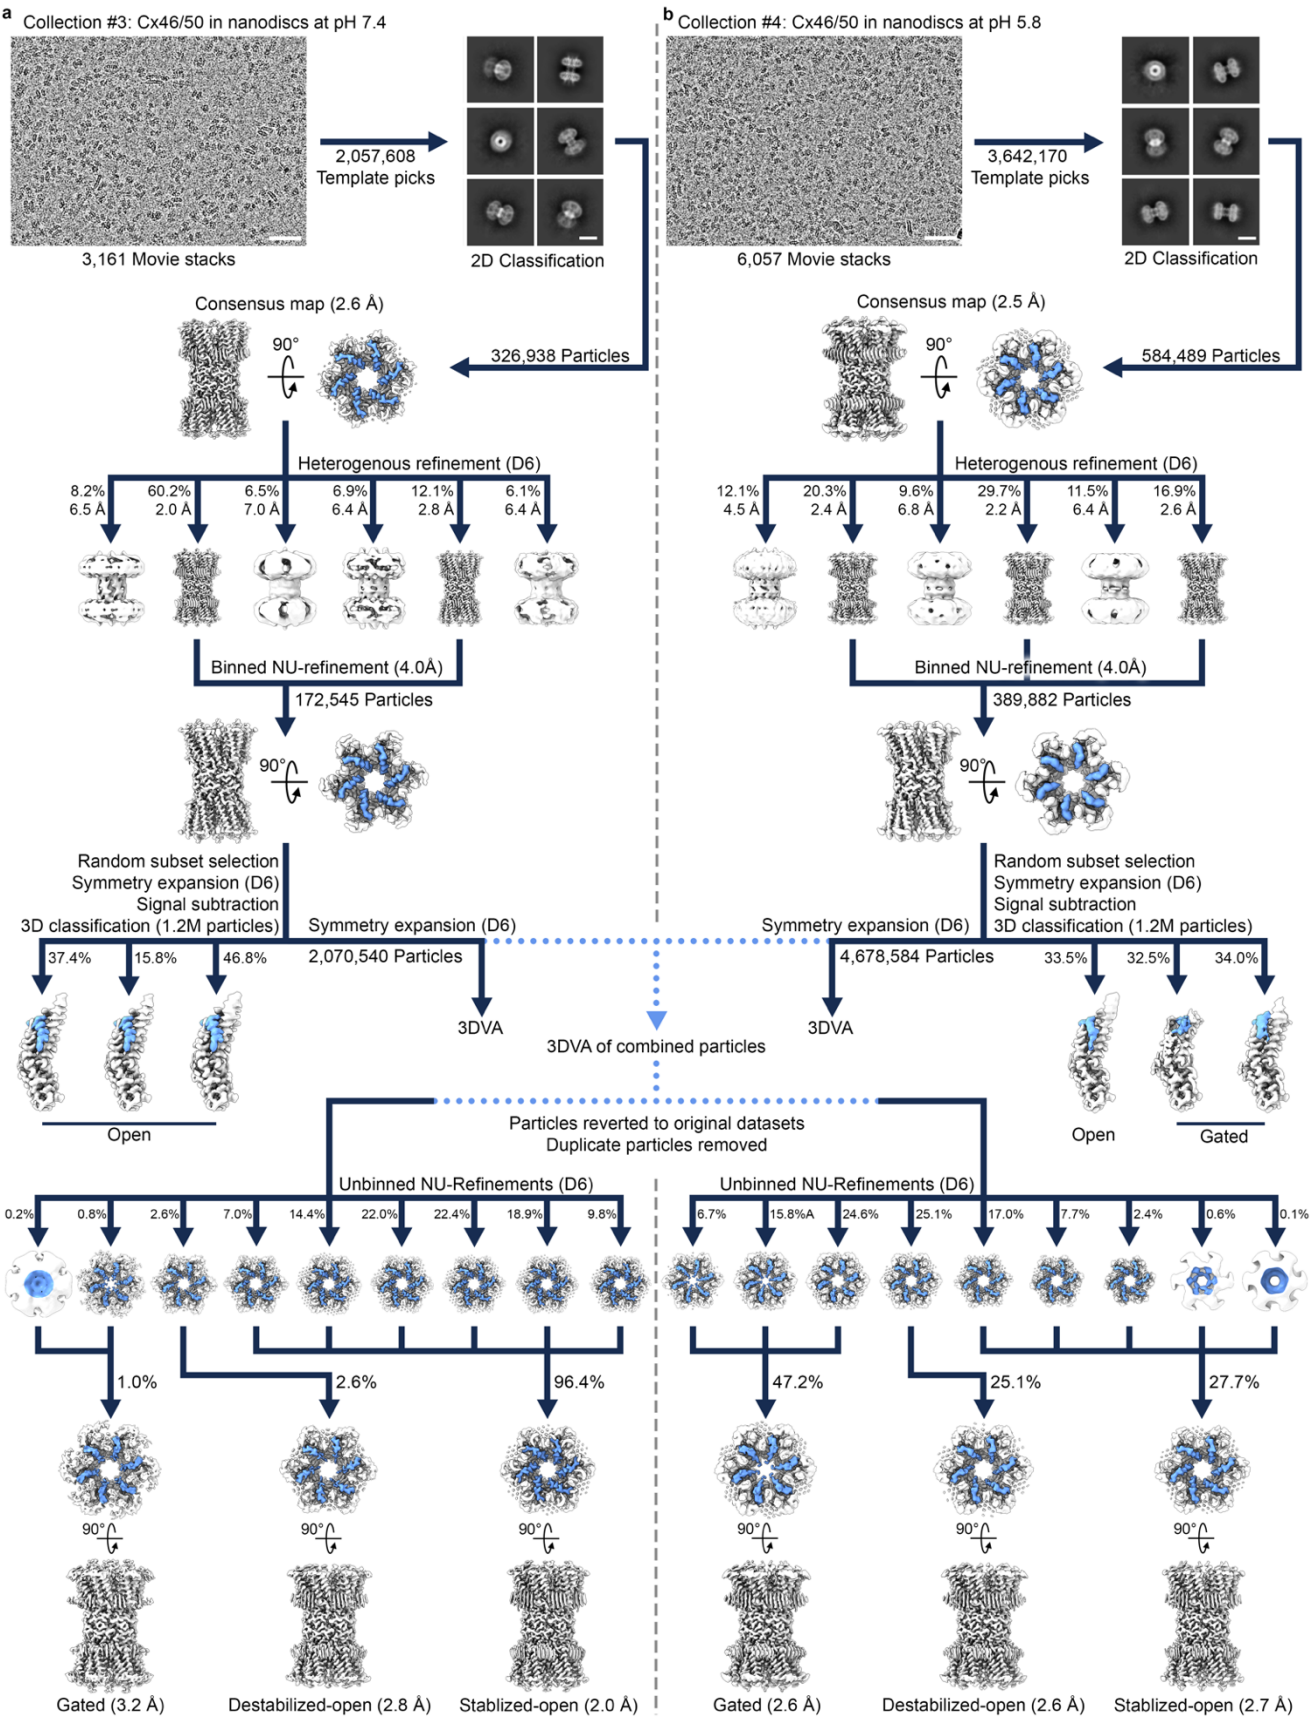 a
Collection #3: Cx46/50 in nanodiscs at pH 7.4
2,057,608
Template picks
3,161 Movie stacks
2D Classification
Consensus map (2.6 Å)
90°
326,938 Particles
Heterogenous refinement (D6)
8.2% 60.2% 6.5% 6.9% 12.1% 6.1%
6.5 Å 2.0 Å 7.0 Å 6.4 Å 2.8 Å 6.4 Å
Binned NU-refinement (4.0Å)
172,545 Particles
90°
Random subset selection
Symmetry expansion (D6)
Signal subtraction
3D classification (1.2M particles)
37.4% 15.8% 46.8%
Open
Symmetry expansion (D6)
2,070,540 Particles
3DVA
b
Collection #4: Cx46/50 in nanodiscs at pH 5.8
3,642,170
Template picks
6,057 Movie stacks
2D Classification
Consensus map (2.5 Å)
90°
584,489 Particles
Heterogenous refinement (D6)
12.1% 20.3% 9.6% 29.7% 11.5% 16.9%
4.5 Å 2.4 Å 6.8 Å 2.2 Å 6.4 Å 2.6 Å
Binned NU-refinement (4.0Å)
389,882 Particles
90°
Random subset selection
Symmetry expansion (D6)
Signal subtraction
3D classification (1.2M particles)
Symmetry expansion (D6)
4,678,584 Particles
3DVA
33.5% 32.5% 34.0%
Open
Gated
3DVA of combined particles
Particles reverted to original datasets
Duplicate particles removed
Unbinned NU-Refinements (D6)
0.2% 0.8% 2.6% 7.0% 14.4% 22.0% 22.4% 18.9% 9.8%
1.0% 2.6% 96.4%
90° 90° 90°
Gated (3.2 Å) Destabilized-open (2.8 Å) Stablized-open (2.0 Å)
Unbinned NU-Refinements (D6)
6.7% 15.8%A 24.6% 25.1% 17.0% 7.7% 2.4% 0.6% 0.1%
47.2% 25.1% 27.7%
90° 90° 90°
Gated (2.6 Å) Destabilized-open (2.6 Å) Stablized-open (2.7 Å)